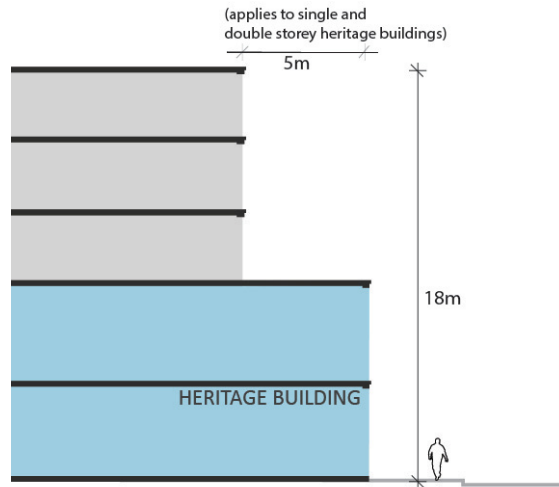 (applies to single and
double storey heritage buildings)
5m
18m
HERITAGE BUILDING